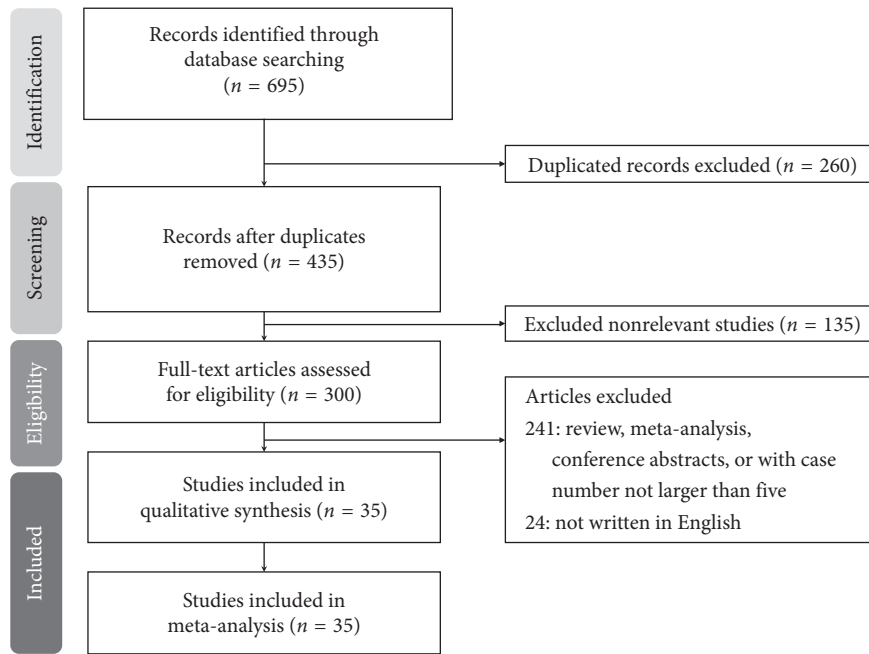 Identification
Records identified through
database searching
(n = 695)
Duplicated records excluded (n = 260)
Screening
Records after duplicates
removed (n = 435)
Excluded nonrelevant studies (n = 135)
Eligibility
Full-text articles assessed
for eligibility (n = 300)
Articles excluded
241: review, meta-analysis,
conference abstracts, or with case
number not larger than five
24: not written in English
Included
Studies included in
qualitative synthesis (n = 35)
Studies included in
meta-analysis (n = 35)